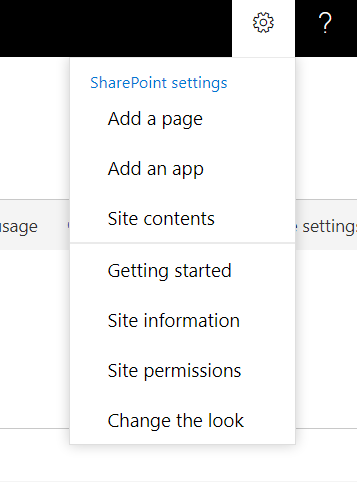 ?
SharePoint settings
Add a page
Add an app
Site contents
usage
settings
Getting started
Site information
Site permissions
Change the look